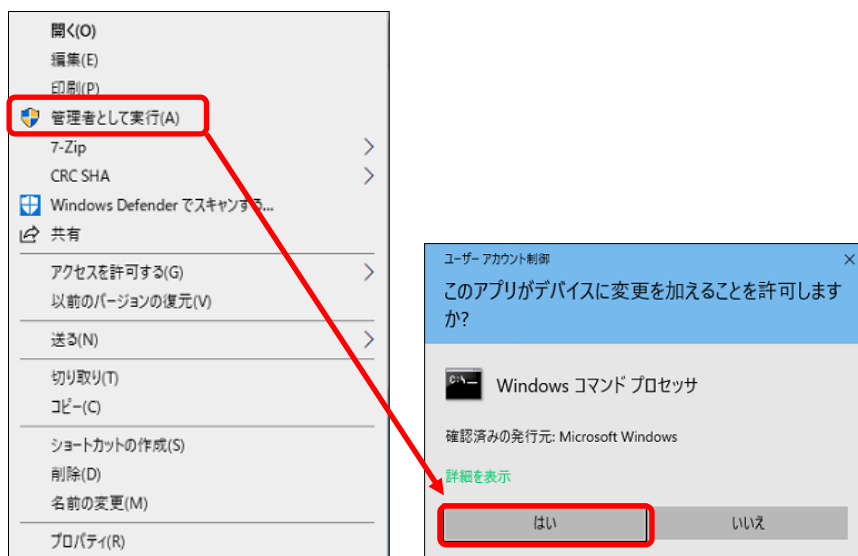 開く(O)
編集(E)
印刷(P)
管理者として実行(A)
7-Zip
CRC SHA
Windows Defender でスキャンする...
共有
アクセスを許可する(G)
以前のバージョンの復元(V)
送る(N)
切り取り(T)
コピー(C)
ショートカットの作成(S)
削除(D)
名前の変更(M)
プロパティ(R)
ユーザー アカウント制御
このアプリがデバイスに変更を加えることを許可します
か?
C:\
Windows コマンド プロセッサ
確認済みの発行元: Microsoft Windows
詳細を表示
はい
いいえ